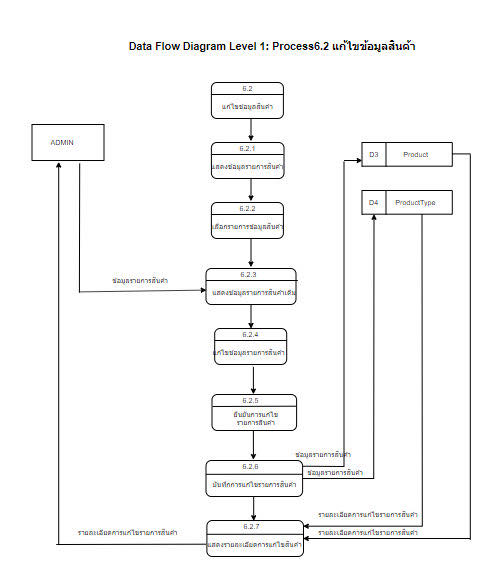 Data Flow Diagram Level 1: Process6.2 แก้ไขข้อมูลสินค้า
6.2
แก้ไขข้อมูลสินค้า
ADMIN
6.2.1
แสดงข้อมูลรายการสินค้า
D3 Product
D4 ProductType
6.2.2
เลือกรายการข้อมูลสินค้า
6.2.3
ข้อมูลรายการสินค้า
แสดงข้อมูลรายการสินค้าเดิม
6.2.4
แก้ไขข้อมูลรายการสินค้า
6.2.5
ยืนยันการแก้ไข
รายการสินค้า
ข้อมูลรายการสินค้า
6.2.6
ข้อมูลรายการสินค้า
บันทึกการแก้ไขรายการสินค้า
รายละเอียดการแก้ไขรายการสินค้า
6.2.7
รายละเอียดการแก้ไขรายการสินค้า
รายละเอียดการแก้ไขรายการสินค้า
แสดงรายละเอียดการแก้ไขสินค้า